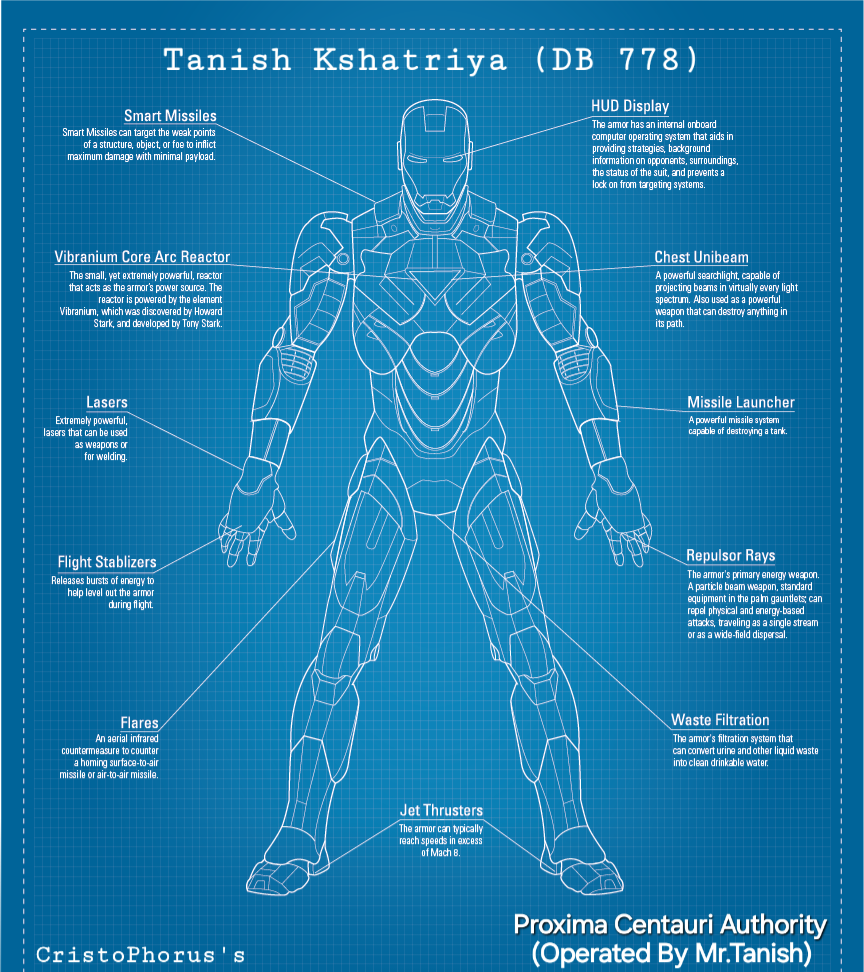 Tanish Kshatriya (DB 778)
Smart Missiles
Smart Missiles can target the weak points
of a structure, object, or foe to inflict
maximum damage with minimal payload.
HUD Display
The armor has an internal onboard
computer operating system that aids in
providing strategies, background
information on opponents, surroundings,
the status of the suit, and prevents a
lock on from targeting systems.
Vibranium Core Arc Reactor
The small, yet extremely powerful, reactor
that acts as the armor's power source. The
reactor is powered by the element
Vibranium, which was discovered by Howard
Stark, and developed by Tony Stark.
Chest Unibeam
A powerful searchlight, capable of
projecting beams in virtually every light
spectrum. Also used as a powerful
weapon that can destroy anything in
its path.
Lasers
Extremely powerful,
lasers that can be used
as weapons or
for welding.
Missile Launcher
A powerful missile system
capable of destroying a tank.
Flight Stablizers
Releases bursts of energy to
help level out the armor
during flight.
Repulsor Rays
The armor's primary energy weapon.
A particle beam weapon, standard
equipment in the palm gauntlets; can
repel physical and energy-based
attacks, traveling as a single stream
or as a wide-field dispersal.
Flares
An aerial infrared
countermeasure to counter
a homing surface-to-air
missile or air-to-air missile.
Waste Filtration
The armor's filtration system that
can convert urine and other liquid waste
into clean drinkable water.
Jet Thrusters
The armor can typically
reach speeds in excess
of Mach 8.
CristoPhorus's
Proxima Centauri Authority
(Operated By Mr.Tanish)